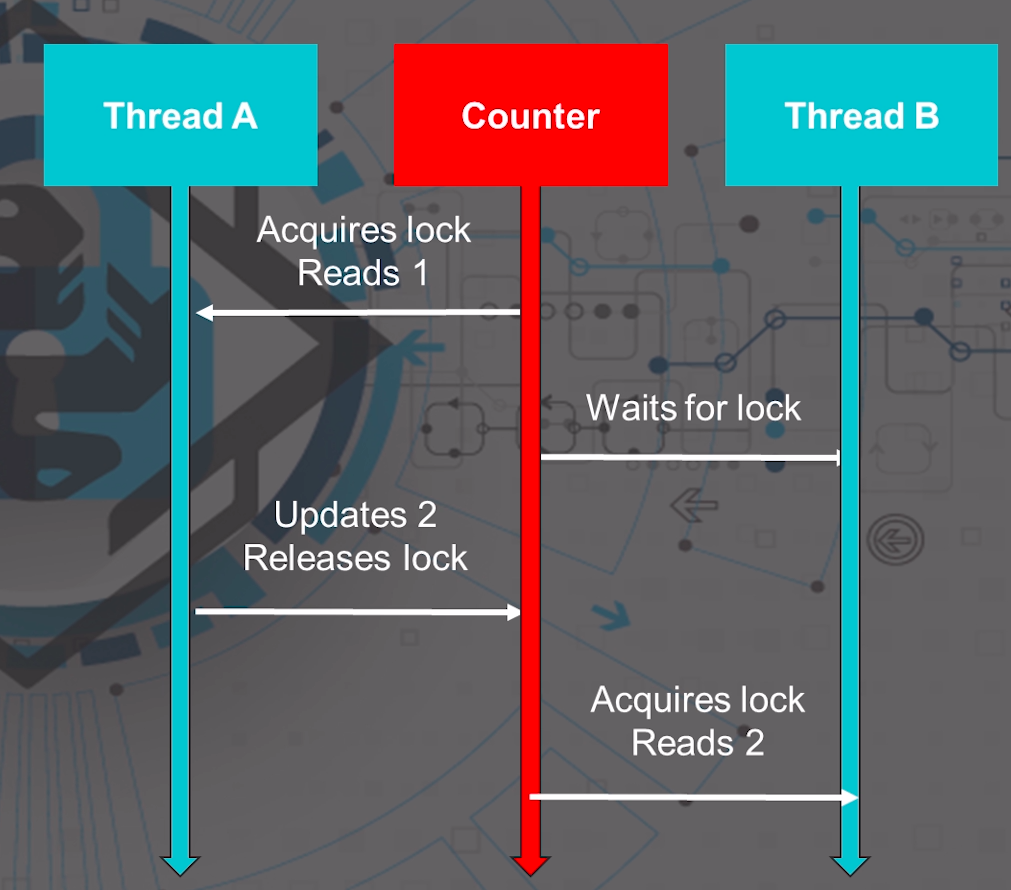 Thread A
Counter
Thread B
Acquires lock
Reads 1
Waits for lock
Updates 2
Releases lock
Acquires lock
Reads 2